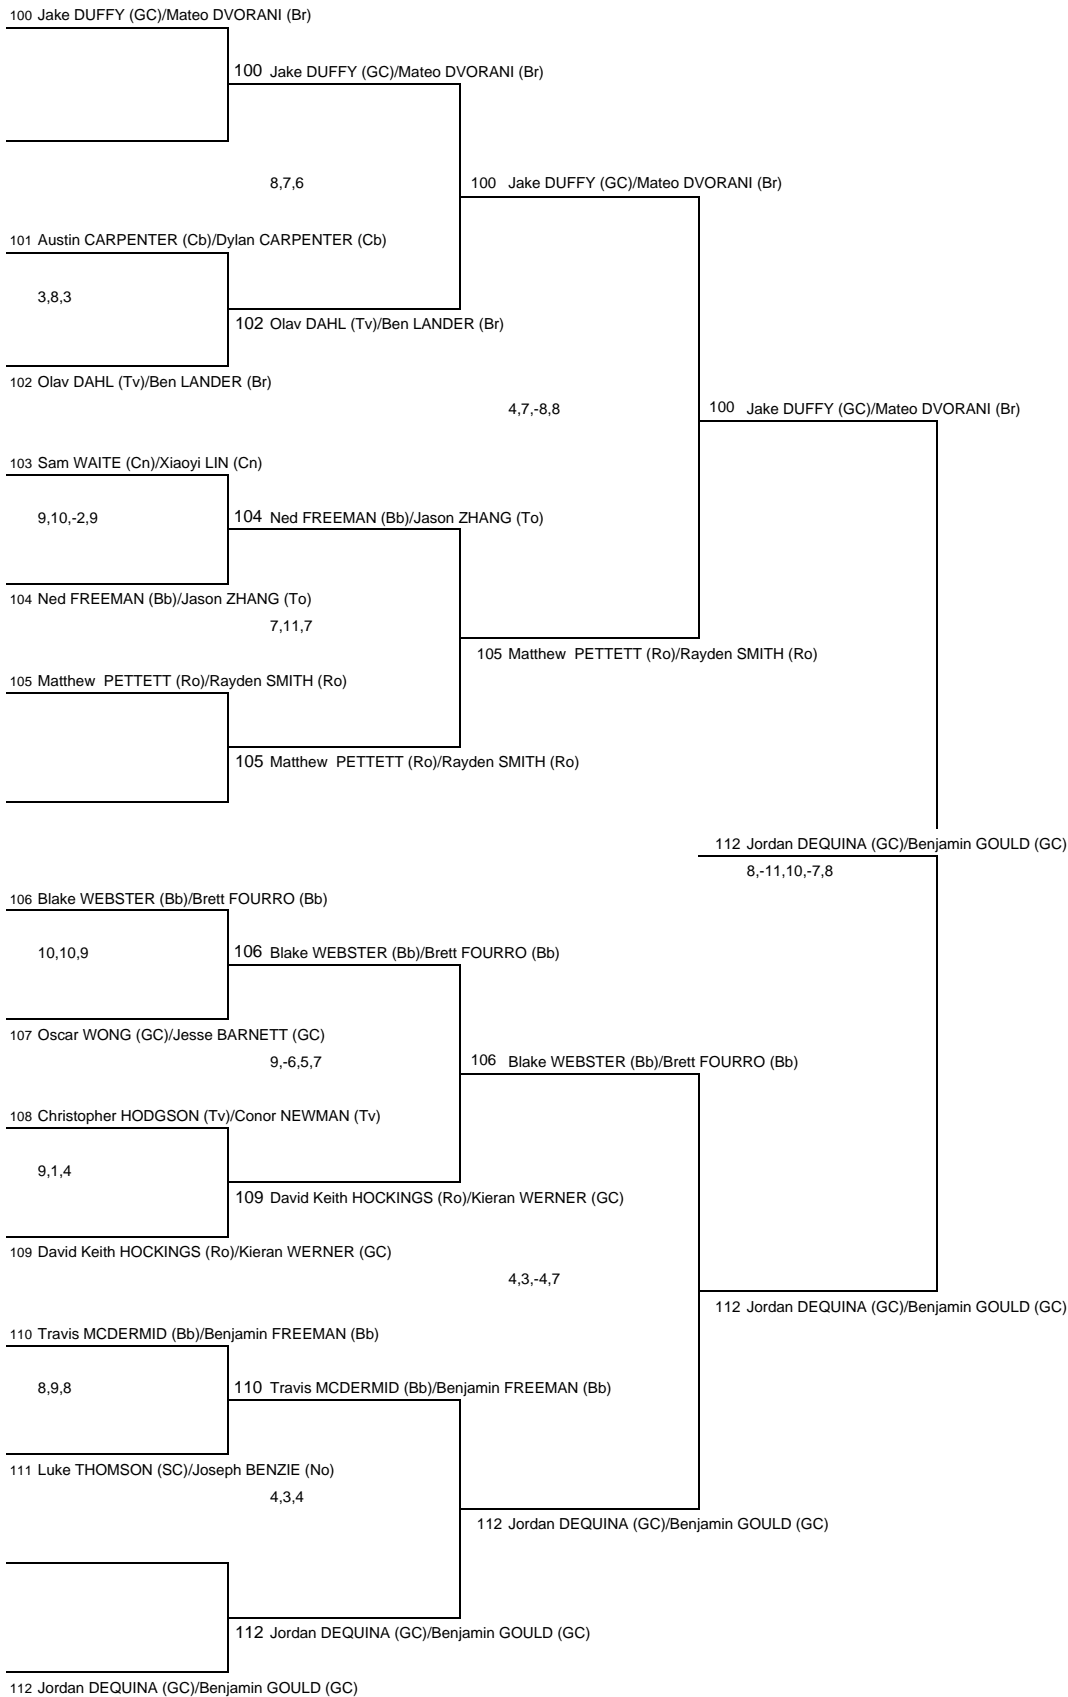 100 Jake DUFFY (GC)/Mateo DVORANI (Br)
100 Jake DUFFY (GC)/Mateo DVORANI (Br)
8,7,6
100 Jake DUFFY (GC)/Mateo DVORANI (Br)
101 Austin CARPENTER (Cb)/Dylan CARPENTER (Cb)
3,8,3
102 Olav DAHL (Tv)/Ben LANDER (Br)
102 Olav DAHL (Tv)/Ben LANDER (Br)
4,7,-8,8
100 Jake DUFFY (GC)/Mateo DVORANI (Br)
103 Sam WAITE (Cn)/Xiaoyi LIN (Cn)
9,10,-2,9
104 Ned FREEMAN (Bb)/Jason ZHANG (To)
104 Ned FREEMAN (Bb)/Jason ZHANG (To)
7,11,7
105 Matthew  PETTETT (Ro)/Rayden SMITH (Ro)
105 Matthew  PETTETT (Ro)/Rayden SMITH (Ro)
105 Matthew  PETTETT (Ro)/Rayden SMITH (Ro)
112 Jordan DEQUINA (GC)/Benjamin GOULD (GC)
8,-11,10,-7,8
106 Blake WEBSTER (Bb)/Brett FOURRO (Bb)
10,10,9
106 Blake WEBSTER (Bb)/Brett FOURRO (Bb)
107 Oscar WONG (GC)/Jesse BARNETT (GC)
9,-6,5,7
106 Blake WEBSTER (Bb)/Brett FOURRO (Bb)
108 Christopher HODGSON (Tv)/Conor NEWMAN (Tv)
9,1,4
109 David Keith HOCKINGS (Ro)/Kieran WERNER (GC)
109 David Keith HOCKINGS (Ro)/Kieran WERNER (GC)
4,3,-4,7
112 Jordan DEQUINA (GC)/Benjamin GOULD (GC)
110 Travis MCDERMID (Bb)/Benjamin FREEMAN (Bb)
8,9,8
110 Travis MCDERMID (Bb)/Benjamin FREEMAN (Bb)
111 Luke THOMSON (SC)/Joseph BENZIE (No)
4,3,4
112 Jordan DEQUINA (GC)/Benjamin GOULD (GC)
112 Jordan DEQUINA (GC)/Benjamin GOULD (GC)
112 Jordan DEQUINA (GC)/Benjamin GOULD (GC)